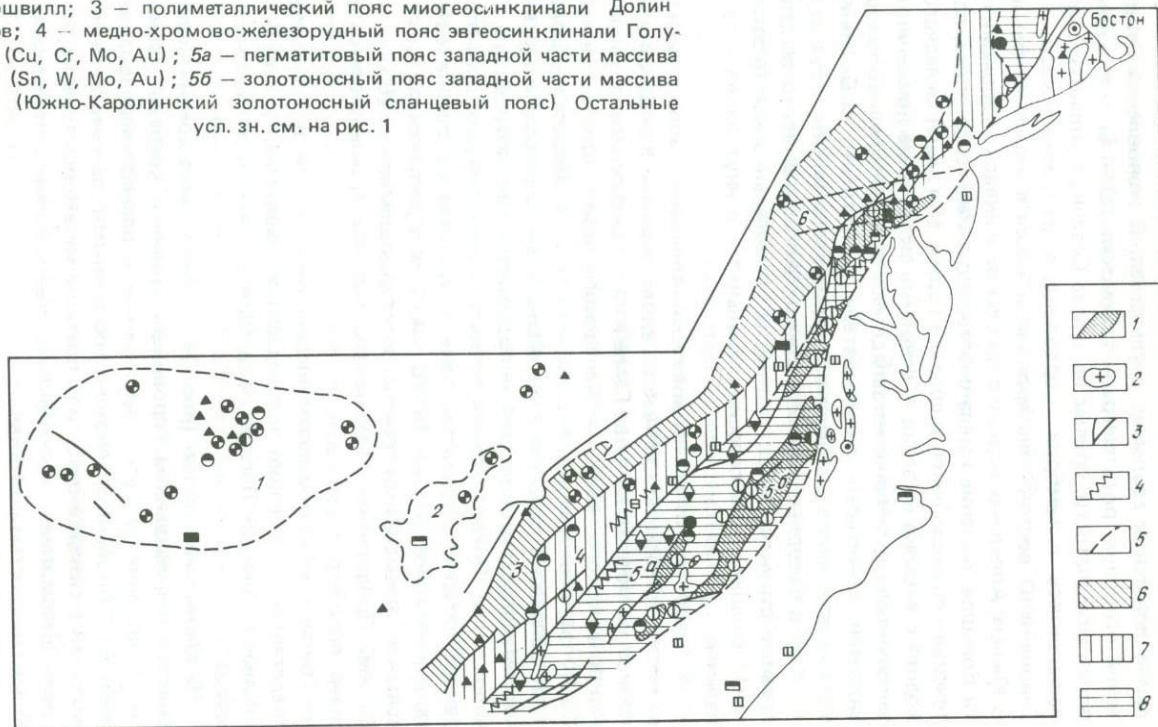 швилл; 3 — полиметаллический пояс миогеосинклинали Долин
в; 4 — медно-хромово-железорудный пояс эвгеосинклинали Голу-
(Cu, Cr, Mo, Au); 5а — пегматитовый пояс западной части массива
(Sn, W, Mo, Au); 5б — золотоносный пояс западной части массива
(Южно-Каролинский золотоносный сланцевый пояс) Остальные
усл. зн. см. на рис. 1
Бостон
6
1
2
3
4
5
а
5
б
1
2
3
4
5
6
7
8